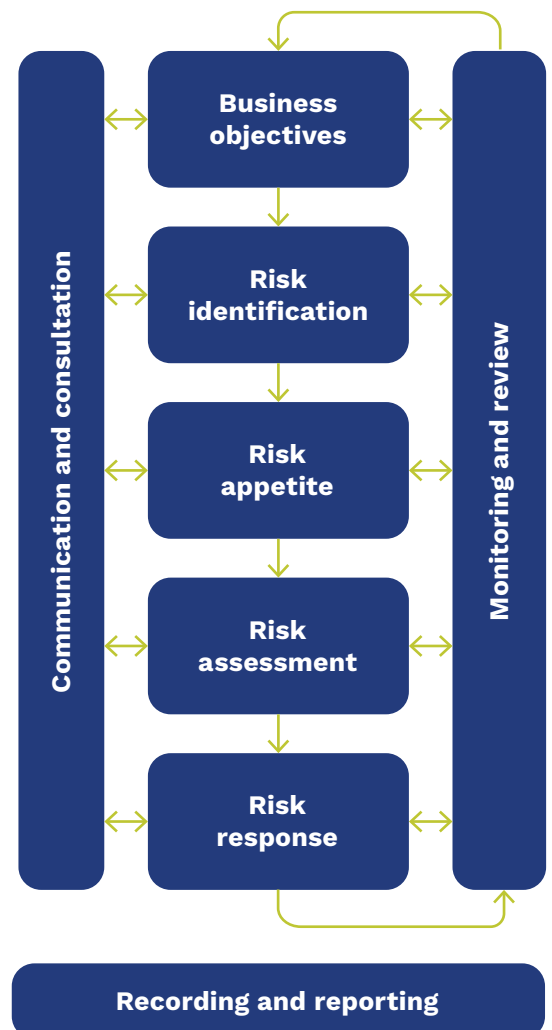 Business
objectives
Risk
identification
Risk
appetite
Risk
assessment
Risk
response
Communication and consultation
Monitoring and review
Recording and reporting